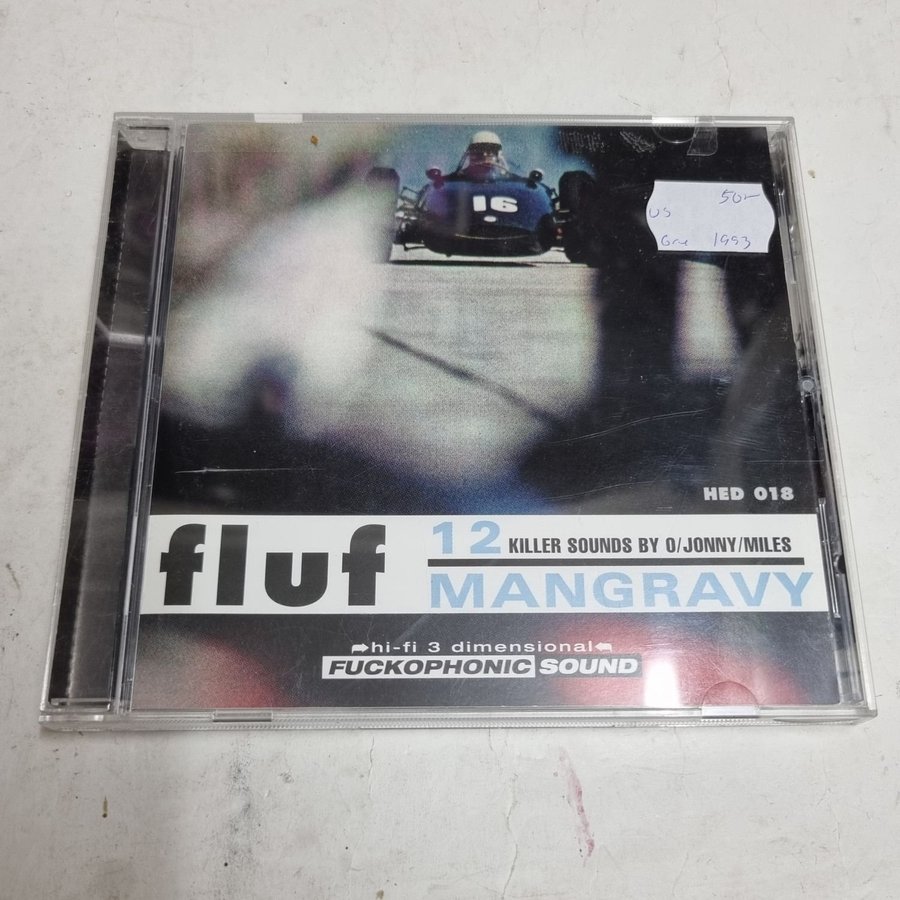 16
US 50-
1993
HED 018
fluf
12 KILLER SOUNDS BY O/JONNY/MILES
MANGRAVY
hi-fi 3 dimensional
FUCKOPHONIC SOUND